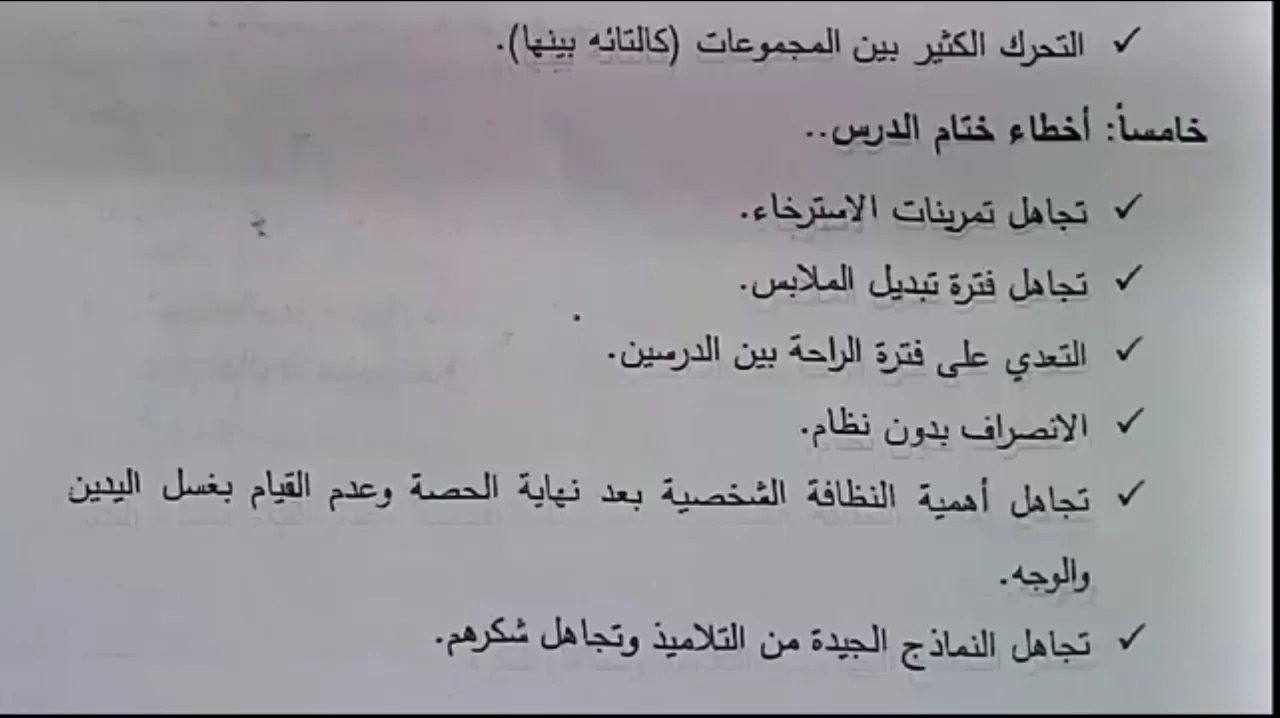 ✓ التحرك الكثير بين المجموعات (كالتائه بينها).
خامساً: أخطاء ختام الدرس..
✓ تجاهل تمرينات الاسترخاء.
✓ تجاهل فترة تبديل الملابس.
✓ التعدي على فترة الراحة بين الدرسين.
✓ الانصراف بدون نظام.
✓ تجاهل أهمية النظافة الشخصية بعد نهاية الحصة وعدم القيام بغسل اليدين
والوجه.
✓ تجاهل النماذج الجيدة من التلاميذ وتجاهل شكرهم.